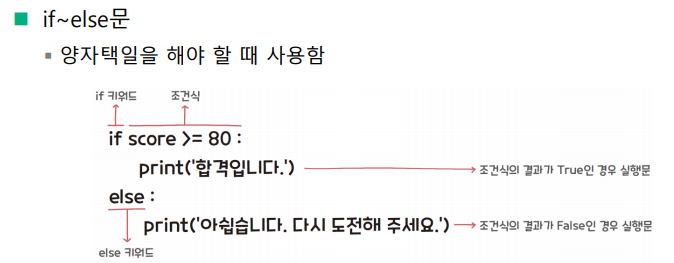 if~else문
양자택일을 해야 할 때 사용함
if 키워드 조건식
if score >= 80 :
print('합격입니다.') 조건식의 결과가 True인 경우 실행문
else :
print('아쉽습니다. 다시 도전해 주세요.') 조건식의 결과가 False인 경우 실행문
else 키워드